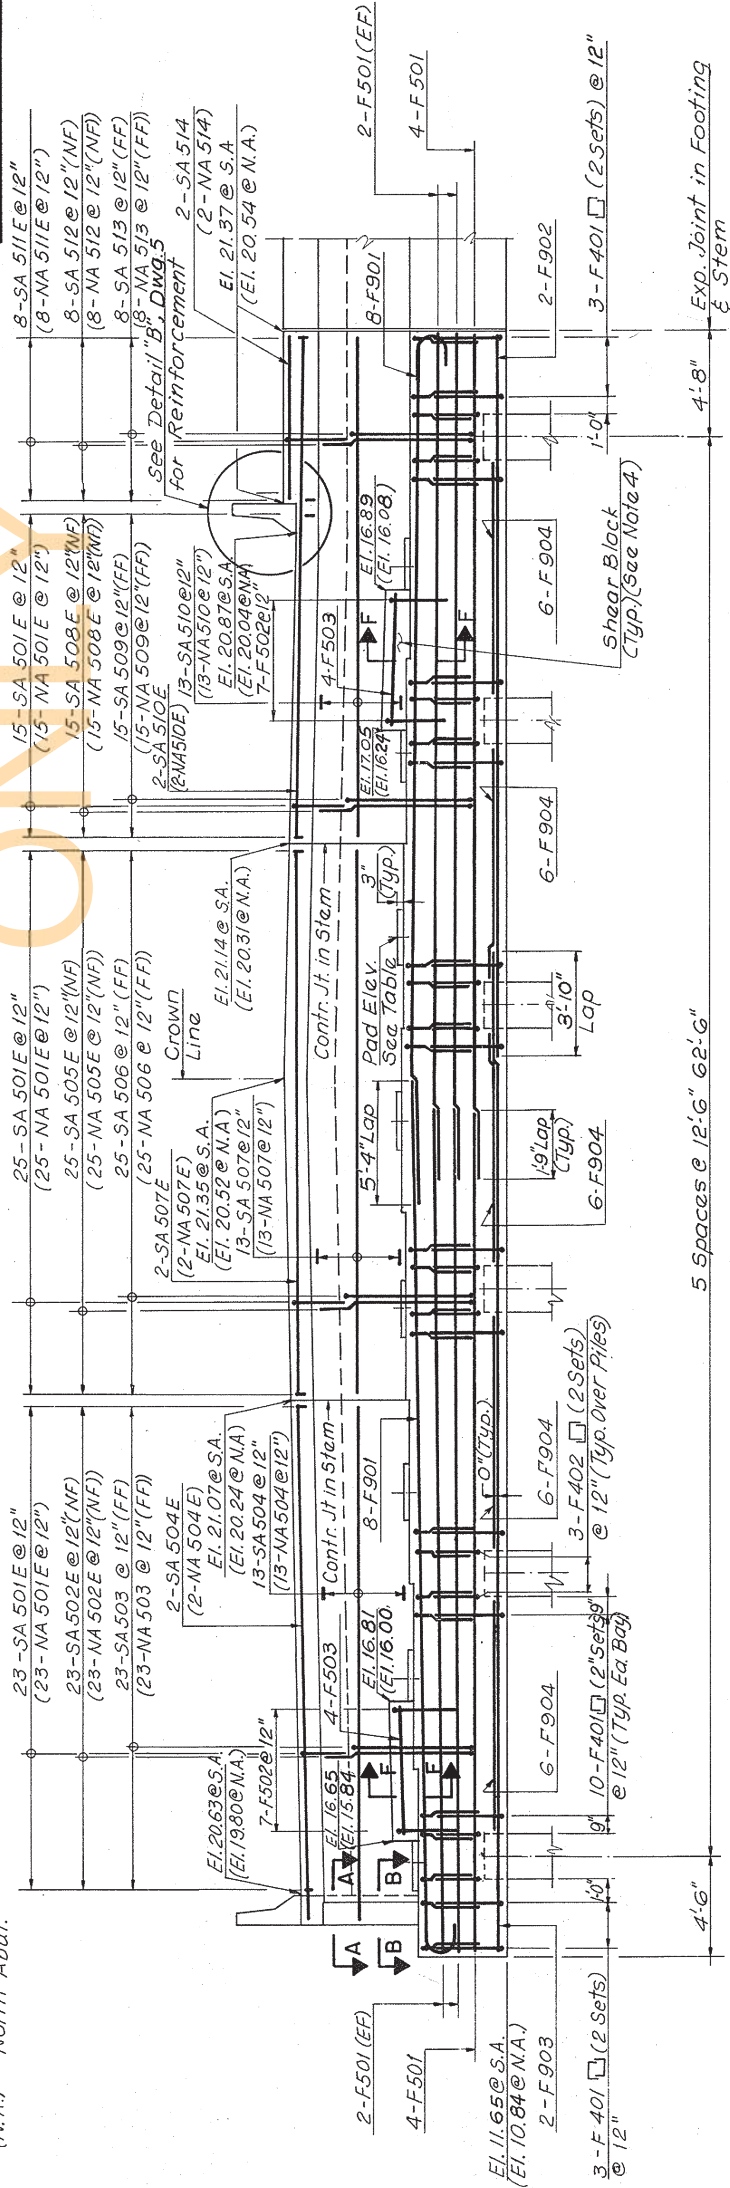 (N.A.) North Abut.
23-SA 501E @ 12"
(23-NA 501E @ 12")
23-SA502E @ 12"(NF)
(23-NA 502E @ 12"(NF))
23-SA503 @ 12"(FF)
(23-NA 503 @ 12"(FF))
25-SA 501E @ 12"
(25-NA 501E @ 12")
25-SA 505E @ 12"(NF)
(25-NA 505E @ 12"(NF))
25-SA 506 @ 12"(FF)
(25-NA 506 @ 12"(FF))
15-SA 501E @ 12"
(15-NA 501E @ 12")
15-SA 508E @ 12"(NF)
(15-NA 508E @ 12"(NF))
15-SA 509 @ 12"(FF)
(15-NA 509 @ 12"(FF))
8-SA 511E @ 12"
(8-NA 511E @ 12")
8-SA 512 @ 12"(NF)
(8-NA 512 @ 12"(NF))
8-SA 513 @ 12"(FF)
(8-NA 513 @ 12"(FF))
ONLY
See Detail "B", Dwg. 5
for Reinforcement
2-SA 514
(2-NA 514)
El. 21.37 @ S.A.
(El. 20.54 @ N.A.)
El. 20.63 @ S.A.
(El. 19.80 @ N.A.)
7-F502 @ 12"
2-SA 504E
(2-NA 504E)
El. 21.07 @ S.A.
(El. 20.24 @ N.A.)
13-SA 504 @ 12"
(13-NA 504 @ 12")
2-SA 507E
(2-NA 507E)
El. 21.35 @ S.A.
(El. 20.52 @ N.A.)
13-SA 507 @ 12"
(13-NA 507 @ 12")
Crown
Line
El. 21.14 @ S.A.
(El. 20.31 @ N.A.)
2-SA 510E
(2-NA 510E)
13-SA 510 @ 12"
(13-NA 510 @ 12")
El. 20.87 @ S.A.
(El. 20.04 @ N.A.)
7-F502 @ 12"
4-F503
Contr. Jt in Stem
Contr. Jt. in Stem
4-F503
El. 16.65
(El. 15.84)
El. 16.81
(El. 16.00)
8-F901
5'-4" Lap
Pad Elev.
See Table
3"
(Typ.)
El. 17.05
(El. 16.24)
El. 16.89
(El. 16.08)
8-F901
A
A
B
B
F
F
F
F
2-F501 (EF)
4-F501
2-F501 (EF)
4-F501
El. 11.65 @ S.A.
(El. 10.84 @ N.A.)
2-F903
3-F401 (2 Sets)
@ 12"
1'-0"
9"
6-F904
10-F401 (2 Sets)
@ 12" (Typ. Ea. Bay)
9"
0" (Typ.)
6-F904
3-F402 (2 Sets)
@ 12" (Typ. Over Piles)
1'-9" Lap
(Typ.)
6-F904
3'-10"
Lap
6-F904
6-F904
Shear Block
(Typ.) (See Note 4)
1'-0"
2-F902
3-F401 (2 Sets) @ 12"
4'-6"
5 Spaces @ 12'-6" 62'-6"
4'-8"
Exp. Joint in Footing
& Stem